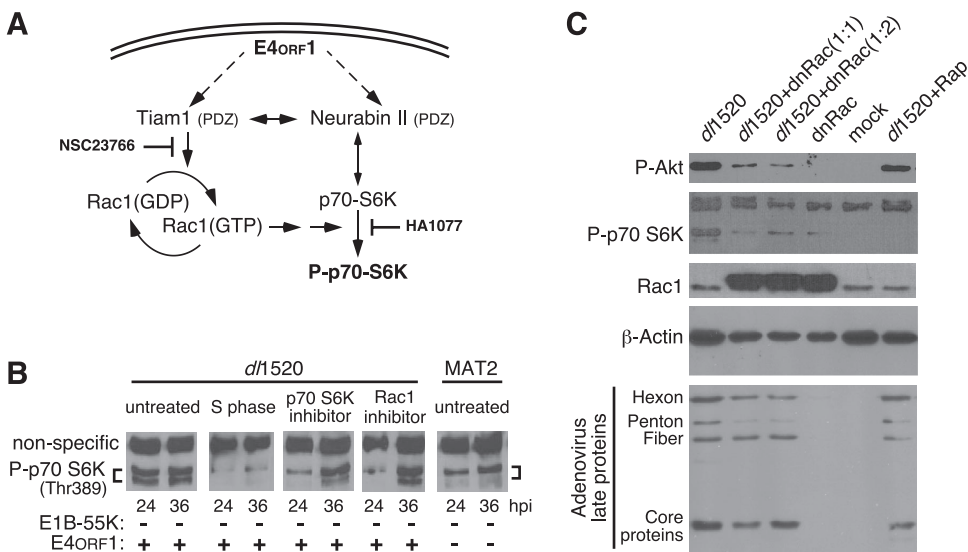 A
E4ORF1
Tiam1 (PDZ)
Neurabin II (PDZ)
NSC23766
Rac1(GDP)
Rac1(GTP)
p70-S6K
HA1077
P-p70-S6K
B
dl1520
MAT2
untreated
S phase
p70 S6K inhibitor
Rac1 inhibitor
untreated
non-specific
P-p70 S6K
(Thr389)
24 36 24 36 24 36 24 36 24 36 hpi
E1B-55K: - - - - - - - - - -
E4ORF1: + + + + + + + + - -
C
dl1520
dl1520+dnRac(1:1)
dl1520+dnRac(1:2)
dnRac
mock
dl1520+Rap
P-Akt
P-p70 S6K
Rac1
β-Actin
Adenovirus late proteins
Hexon
Penton
Fiber
Core proteins